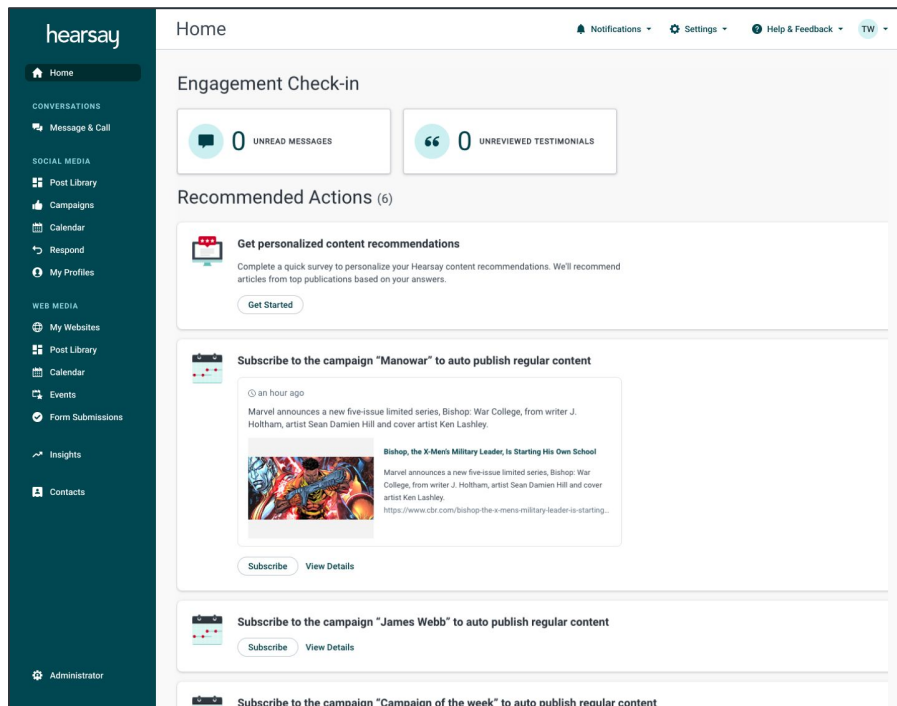 hearsay
Home
CONVERSATIONS
Message & Call
SOCIAL MEDIA
Post Library
Campaigns
Calendar
Respond
My Profiles
WEB MEDIA
My Websites
Post Library
Calendar
Events
Form Submissions
Insights
Contacts
Administrator
Home
Notifications
Settings
Help & Feedback
TW
Engagement Check-in
0 UNREAD MESSAGES
0 UNREVIEWED TESTIMONIALS
Recommended Actions (6)
Get personalized content recommendations
Complete a quick survey to personalize your Hearsay content recommendations. We'll recommend
articles from top publications based on your answers.
Get Started
Subscribe to the campaign “Manowar” to auto publish regular content
an hour ago
Marvel announces a new five-issue limited series, Bishop: War College, from writer J.
Holtham, artist Sean Damien Hill and cover artist Ken Lashley.
Bishop, the X-Men's Military Leader, Is Starting His Own School
Marvel announces a new five-issue limited series, Bishop: War
College, from writer J. Holtham, artist Sean Damien Hill and cover
artist Ken Lashley.
https://www.cbr.com/bishop-the-x-mens-military-leader-is-starting...
Subscribe View Details
Subscribe to the campaign “James Webb” to auto publish regular content
Subscribe View Details
Subscribe to the campaign “Campaign of the week” to auto publish regular content